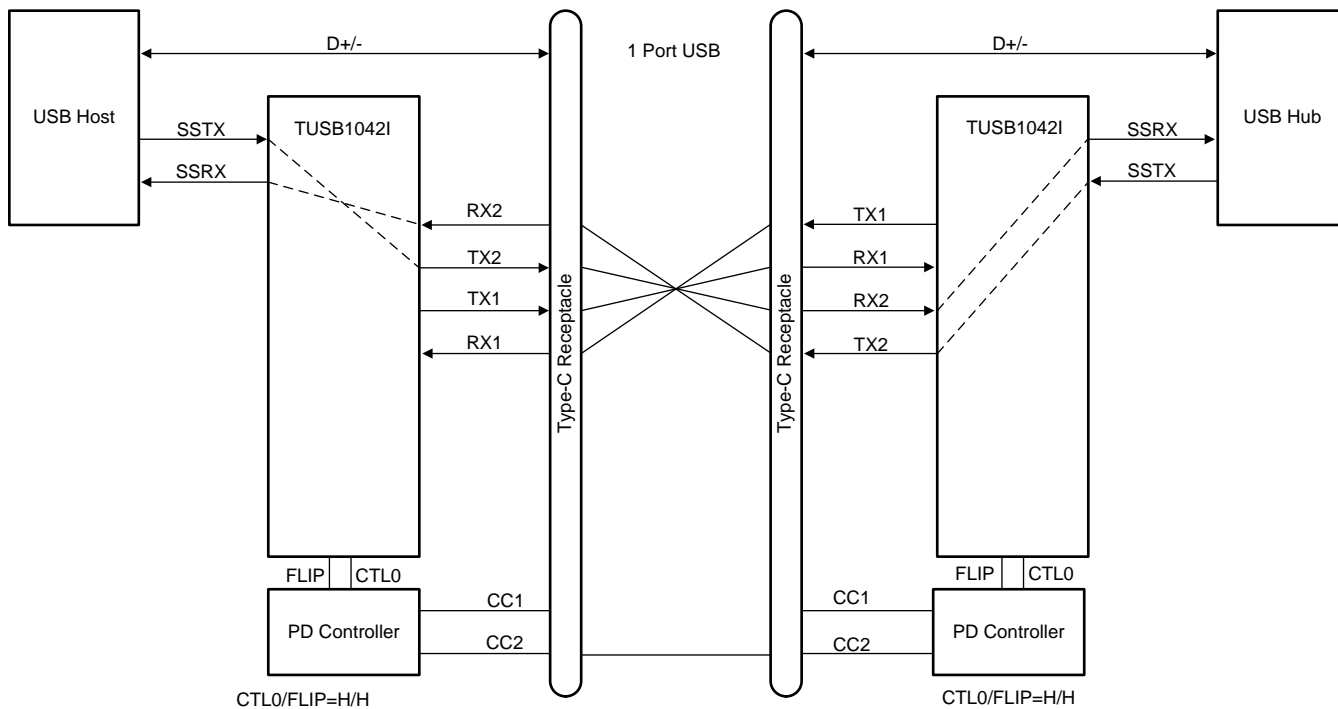 D+/-
1 Port USB
D+/-
USB Host
TUSB1042I
TUSB1042I
USB Hub
SSTX
SSRX
SSRX
SSTX
RX2
TX2
TX1
RX1
Type-C Receptacle
Type-C Receptacle
TX1
RX1
RX2
TX2
FLIP
CTL0
FLIP
CTL0
PD Controller
CC1
CC2
CC1
CC2
PD Controller
CTL0/FLIP=H/H
CTL0/FLIP=H/H